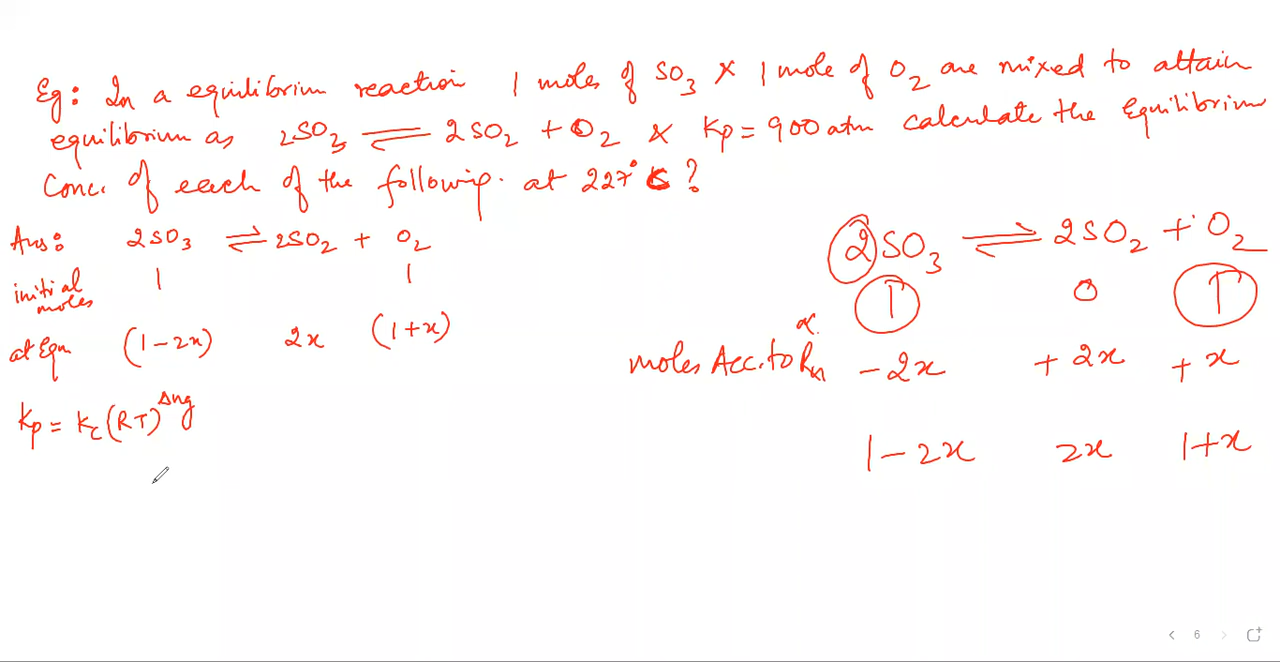 Eg: In a equilibrium reaction 1 moles of SO₃ & 1 mole of O₂ are mixed to attain
equilibrium as 2SO₃ ⇌ 2SO₂ + O₂ & Kp = 900 atm calculate the Equilibrium
Conc. of each of the following. at 227° C ?
Ans: 2SO₃ ⇌ 2SO₂ + O₂
initial moles 1 1
at Eqm (1-2x) 2x (1+x)
Kp = Kc (RT)^Δng
2SO₃ ⇌ 2SO₂ + O₂
1 0 1
moles Acc. to Rxn -2x +2x +x
1-2x 2x 1+x
6